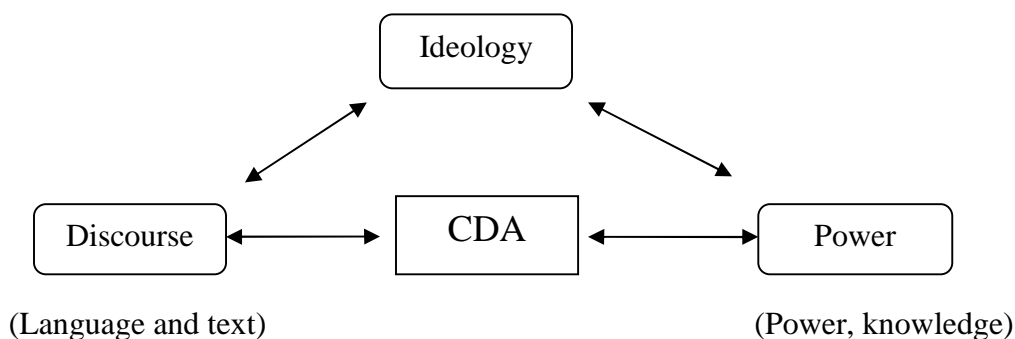 Ideology
Discourse
CDA
Power
(Language and text)
(Power, knowledge)